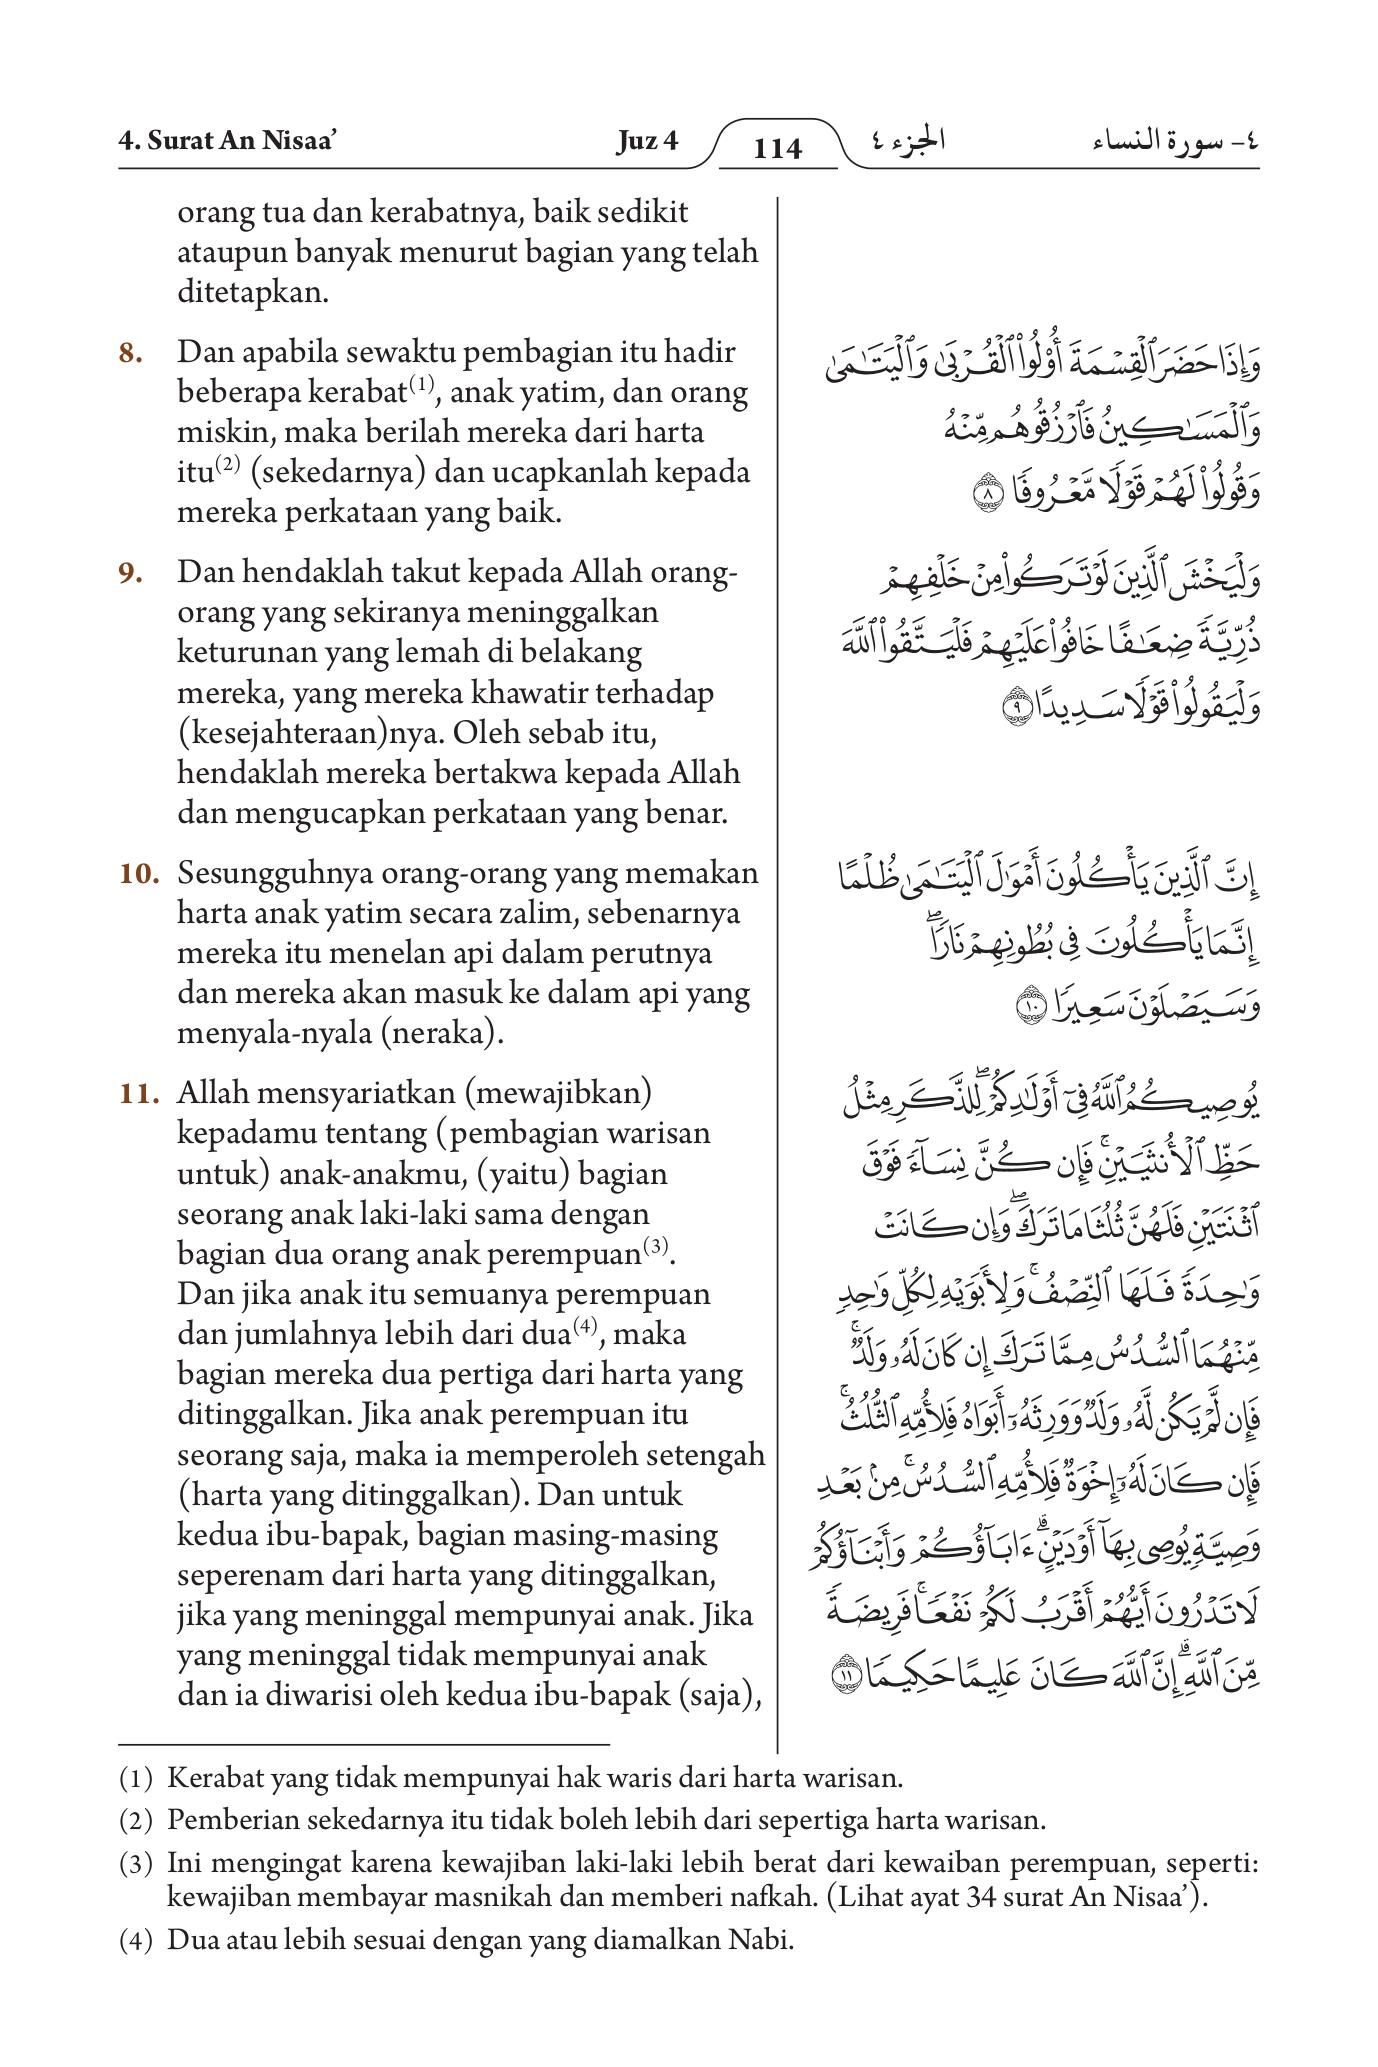 4. Surat An Nisaa’
Juz 4
114
الجزء ٤
٤- سورة النساء
orang tua dan kerabatnya, baik sedikit
ataupun banyak menurut bagian yang telah
ditetapkan.
8. Dan apabila sewaktu pembagian itu hadir
beberapa kerabat(1), anak yatim, dan orang
miskin, maka berilah mereka dari harta
itu(2) (sekedarnya) dan ucapkanlah kepada
mereka perkataan yang baik.
9. Dan hendaklah takut kepada Allah orang-
orang yang sekiranya meninggalkan
keturunan yang lemah di belakang
mereka, yang mereka khawatir terhadap
(kesejahteraan)nya. Oleh sebab itu,
hendaklah mereka bertakwa kepada Allah
dan mengucapkan perkataan yang benar.
10. Sesungguhnya orang-orang yang memakan
harta anak yatim secara zalim, sebenarnya
mereka itu menelan api dalam perutnya
dan mereka akan masuk ke dalam api yang
menyala-nyala (neraka).
11. Allah mensyariatkan (mewajibkan)
kepadamu tentang (pembagian warisan
untuk) anak-anakmu, (yaitu) bagian
seorang anak laki-laki sama dengan
bagian dua orang anak perempuan(3).
Dan jika anak itu semuanya perempuan
dan jumlahnya lebih dari dua(4), maka
bagian mereka dua pertiga dari harta yang
ditinggalkan. Jika anak perempuan itu
seorang saja, maka ia memperoleh setengah
(harta yang ditinggalkan). Dan untuk
kedua ibu-bapak, bagian masing-masing
seperenam dari harta yang ditinggalkan,
jika yang meninggal mempunyai anak. Jika
yang meninggal tidak mempunyai anak
dan ia diwarisi oleh kedua ibu-bapak (saja),
وَإِذَا حَضَرَ ٱلْقِسْمَةَ أُو۟لُوا۟ ٱلْقُرْبَىٰ وَٱلْيَتَـٰمَىٰ
وَٱلْمَسَـٰكِينُ فَٱرْزُقُوهُم مِّنْهُ
وَقُولُوا۟ لَهُمْ قَوْلًا مَّعْرُوفًا ٨
وَلْيَخْشَ ٱلَّذِينَ لَوْ تَرَكُوا۟ مِنْ خَلْفِهِمْ
ذُرِّيَّةً ضِعَـٰفًا خَافُوا۟ عَلَيْهِمْ فَلْيَتَّقُوا۟ ٱللَّهَ
وَلْيَقُولُوا۟ قَوْلًا سَدِيدًا ٩
إِنَّ ٱلَّذِينَ يَأْكُلُونَ أَمْوَٰلَ ٱلْيَتَـٰمَىٰ ظُلْمًا
إِنَّمَا يَأْكُلُونَ فِى بُطُونِهِمْ نَارًا ۖ
وَسَيَصْلَوْنَ سَعِيرًا ١٠
يُوصِيكُمُ ٱللَّهُ فِىٓ أَوْلَـٰدِكُمْ ۖ لِلذَّكَرِ مِثْلُ
حَظِّ ٱلْأُنثَيَيْنِ ۚ فَإِن كُنَّ نِسَآءً فَوْقَ
ٱثْنَتَيْنِ فَلَهُنَّ ثُلُثَا مَا تَرَكَ ۖ وَإِن كَانَتْ
وَٰحِدَةً فَلَهَا ٱلنِّصْفُ ۚ وَلِأَبَوَيْهِ لِكُلِّ وَٰحِدٍ
مِّنْهُمَا ٱلسُّدُسُ مِمَّا تَرَكَ إِن كَانَ لَهُۥ وَلَدٌ ۚ
فَإِن لَّمْ يَكُن لَّهُۥ وَلَدٌ وَوَرِثَهُۥٓ أَبَوَاهُ فَلِأُمِّهِ ٱلثُّلُثُ ۚ
فَإِن كَانَ لَهُۥٓ إِخْوَةٌ فَلِأُمِّهِ ٱلسُّدُسُ ۚ مِنۢ بَعْدِ
وَصِيَّةٍ يُوصِى بِهَآ أَوْ دَيْنٍ ۗ ءَابَآؤُكُمْ وَأَبْنَآؤُكُمْ
لَا تَدْرُونَ أَيُّهُمْ أَقْرَبُ لَكُمْ نَفْعًا ۚ فَرِيضَةً
مِّنَ ٱللَّهِ ۗ إِنَّ ٱللَّهَ كَانَ عَلِيمًا حَكِيمًا ١١
(1) Kerabat yang tidak mempunyai hak waris dari harta warisan.
(2) Pemberian sekedarnya itu tidak boleh lebih dari sepertiga harta warisan.
(3) Ini mengingat karena kewajiban laki-laki lebih berat dari kewaiban perempuan, seperti:
kewajiban membayar masnikah dan memberi nafkah. (Lihat ayat 34 surat An Nisaa’).
(4) Dua atau lebih sesuai dengan yang diamalkan Nabi.